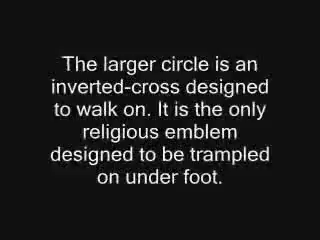 The larger circle is an
inverted-cross designed
to walk on. It is the only
religious emblem
designed to be trampled
on under foot.